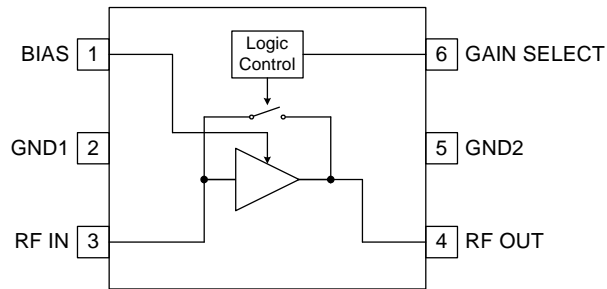 BIAS 1
Logic
Control
6 GAIN SELECT
GND1 2
5 GND2
RF IN 3
4 RF OUT